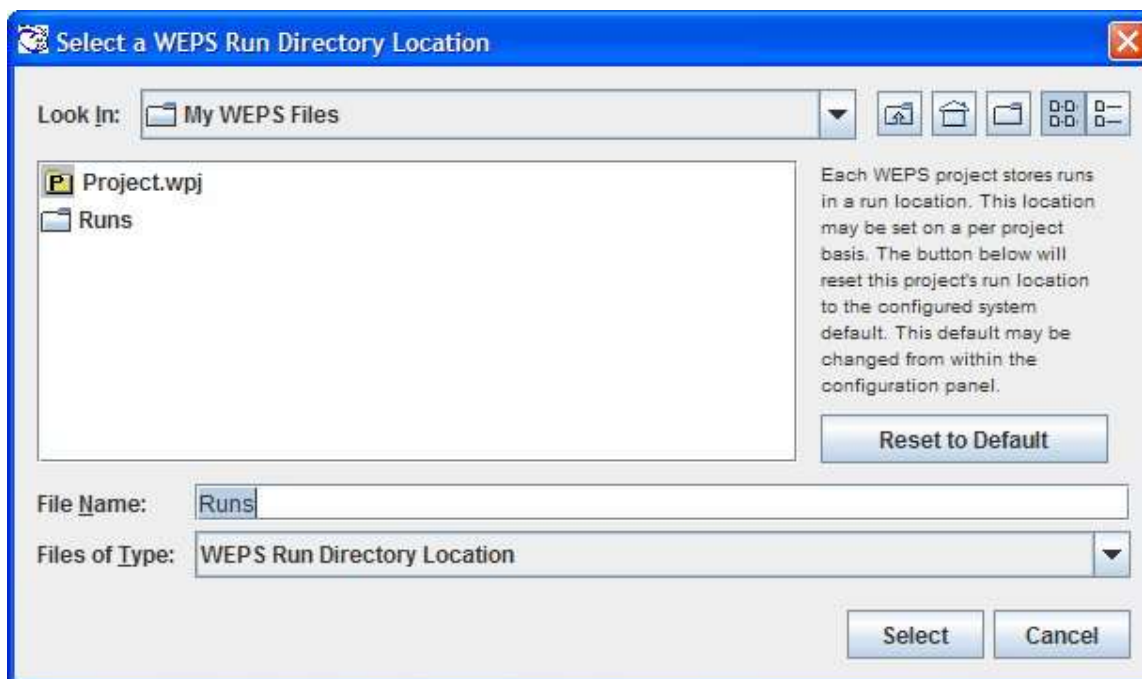 Select a WEPS Run Directory Location
Look In:
My WEPS Files
Project.wpj
Runs
Each WEPS project stores runs
in a run location. This location
may be set on a per project
basis. The button below will
reset this project's run location
to the configured system
default. This default may be
changed from within the
configuration panel.
Reset to Default
File Name:
Runs
Files of Type:
WEPS Run Directory Location
Select
Cancel